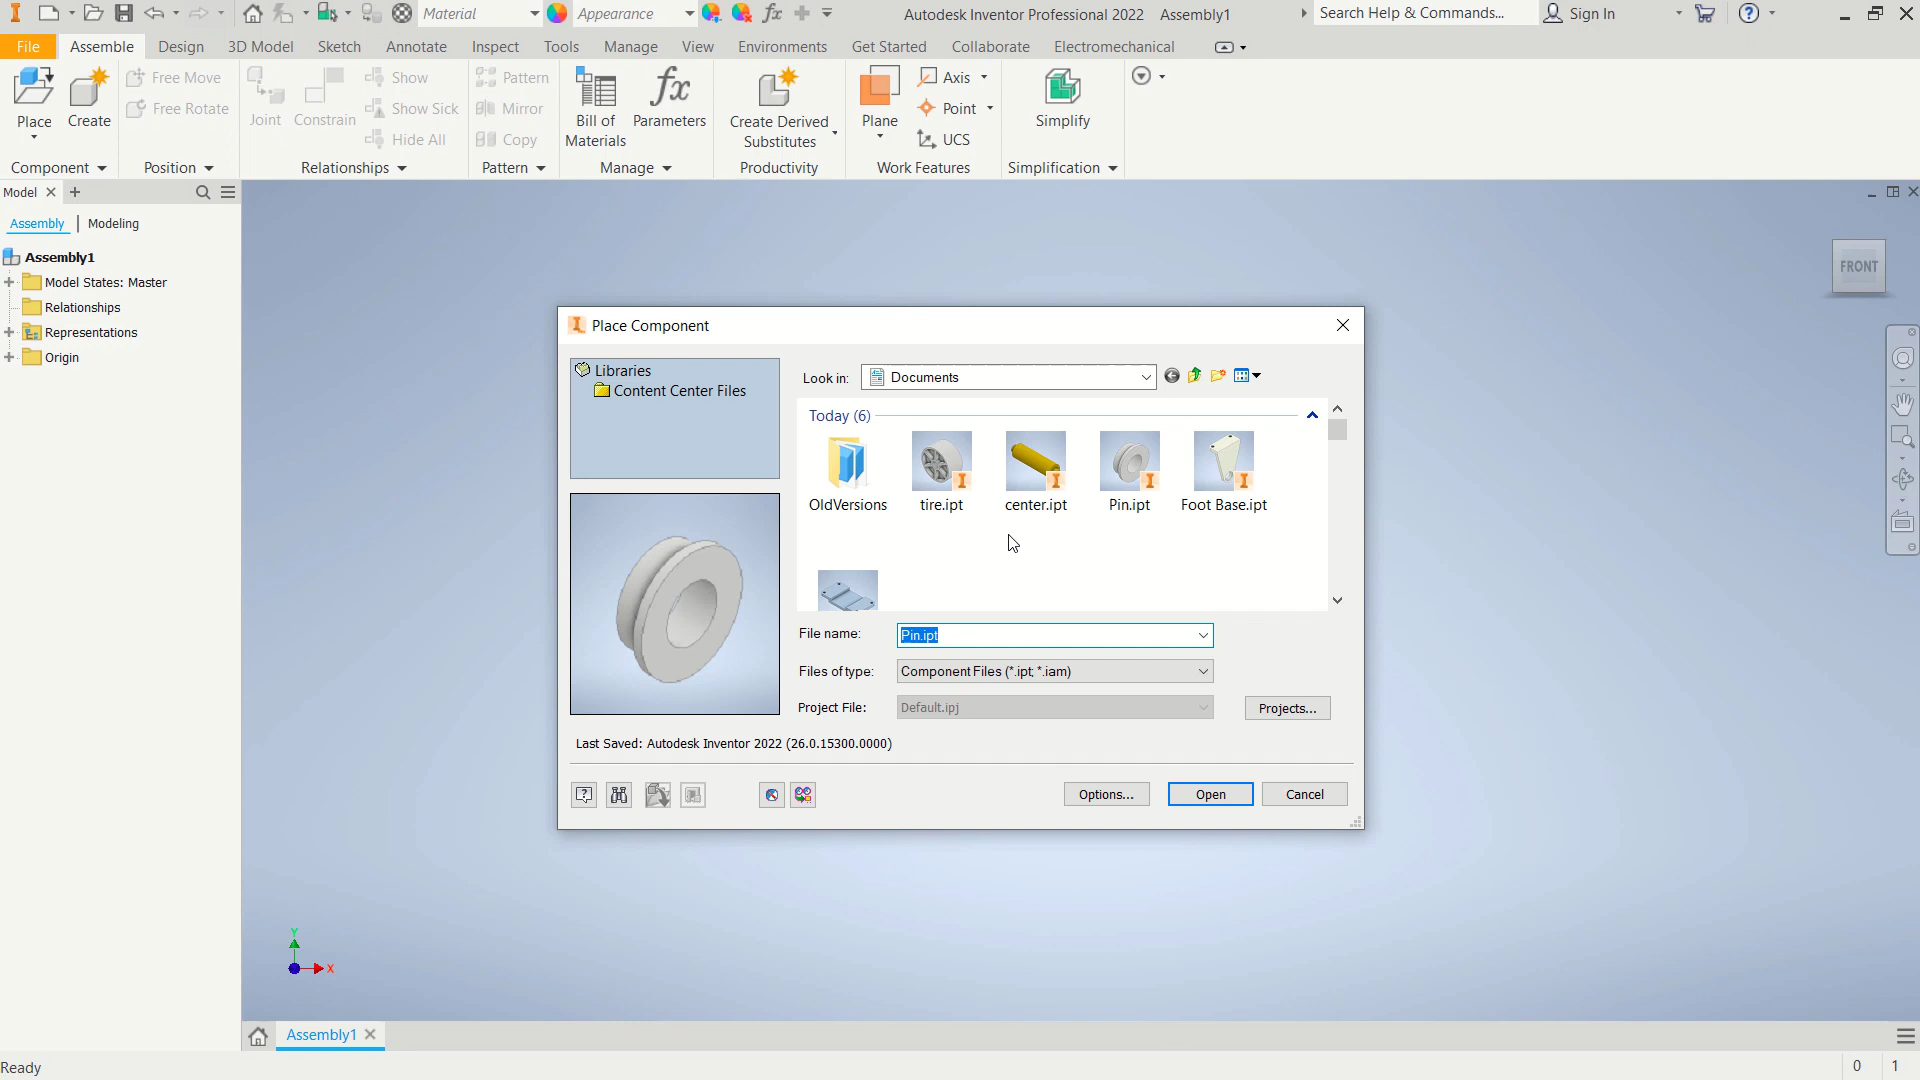 Material
Appearance
Autodesk Inventor Professional 2022 Assembly1
Search Help & Commands...
Sign In
File
Assemble
Design
3D Model
Sketch
Annotate
Inspect
Tools
Manage
View
Environments
Get Started
Collaborate
Electromechanical
Place
Create
Free Move
Free Rotate
Joint
Constrain
Show
Show Sick
Hide All
Pattern
Mirror
Copy
Bill of
Materials
Parameters
Create Derived
Substitutes
Plane
Axis
Point
UCS
Simplify
Component
Position
Relationships
Pattern
Manage
Productivity
Work Features
Simplification
Model
Assembly
Modeling
Assembly1
Model States: Master
Relationships
Representations
Origin
FRONT
Place Component
Libraries
Content Center Files
Look in:
Documents
Today (6)
OldVersions
tire.ipt
center.ipt
Pin.ipt
Foot Base.ipt
File name:
Pin.ipt
Files of type:
Component Files (*.ipt; *.iam)
Project File:
Default.ipj
Projects...
Last Saved: Autodesk Inventor 2022 (26.0.15300.0000)
Options...
Open
Cancel
Y
X
Assembly1
Ready
0
1